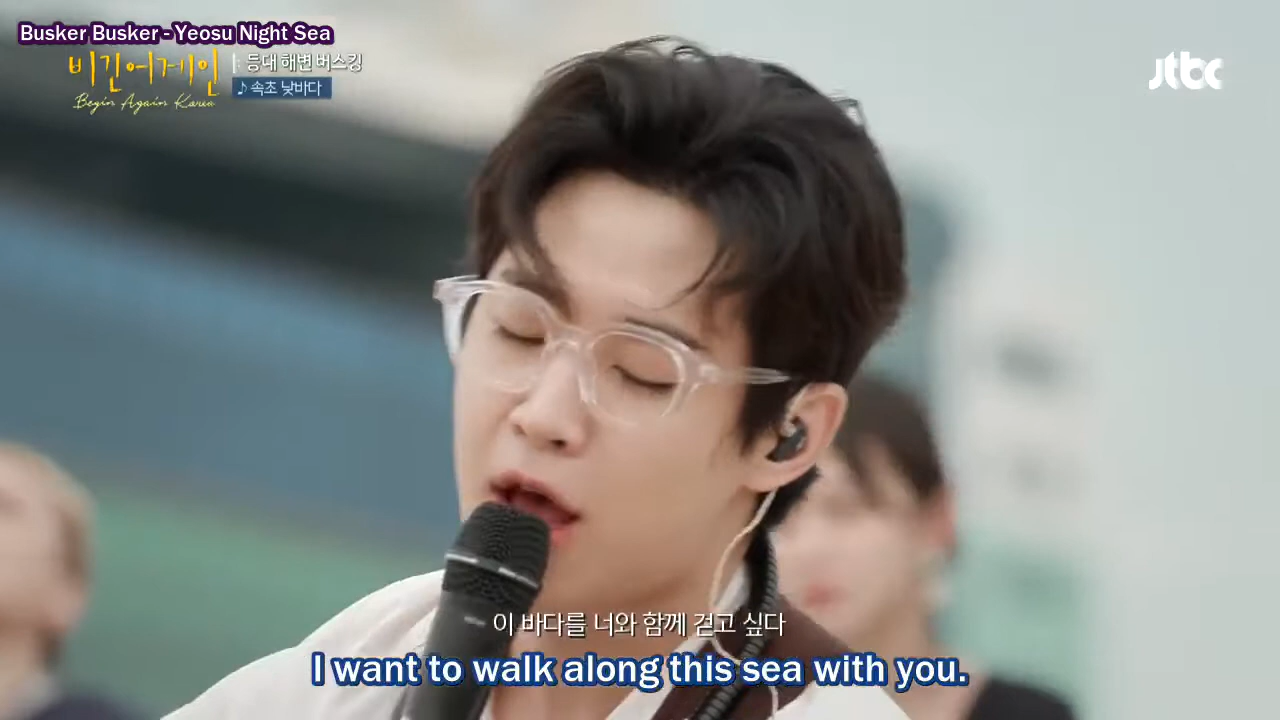 Busker Busker - Yeosu Night Sea
비긴어게인
Begin Again Korea
: 등대 해변 버스킹
♪ 속초 낮바다
jtbc
이 바다를 너와 함께 걷고 싶다
I want to walk along this sea with you.